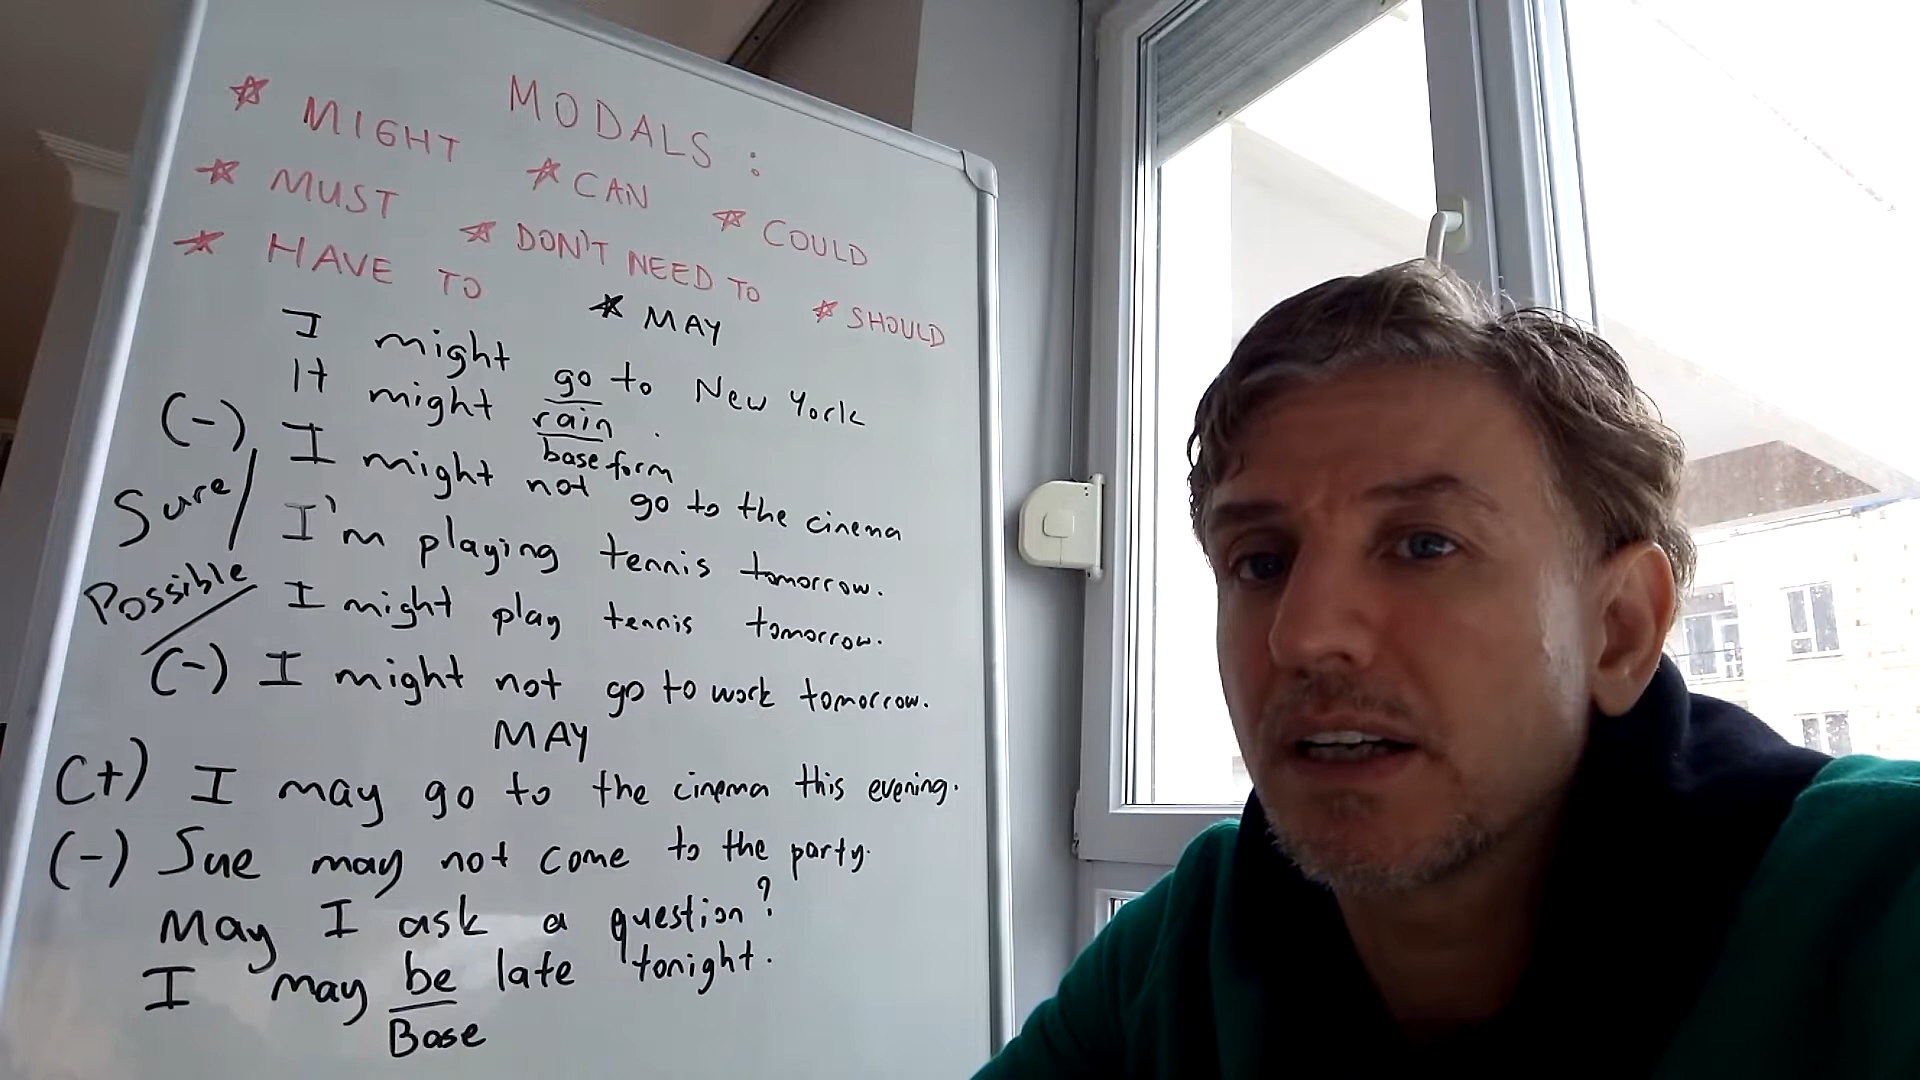 MODALS :
☆ MIGHT ☆ CAN ☆ COULD
☆ MUST ☆ DON'T NEED TO ☆ SHOULD
☆ HAVE TO ☆ MAY
I might go to New York
It might rain .
base form
(-) I might not go to the cinema
Sure / I'm playing tennis tomorrow.
Possible / I might play tennis tomorrow.
(-) I might not go to work tomorrow.
MAY
(+) I may go to the cinema this evening.
(-) Sue may not come to the party.
May I ask a question?
I may be late tonight.
Base